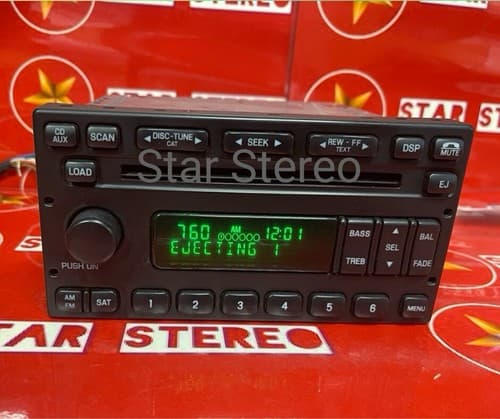 STAR STER
STAR
CD
AUX
SCAN
DISC-TUNE
CAT
SEEK
REW - FF
TEXT
DSP
MUTE
LOAD
Star Stereo
EJ
760 AM 12:01
EJECTING 1
BASS
TREB
SEL
BAL
FADE
PUSH ON
AM
FM
SAT
1
2
3
4
5
6
MENU
STAR STEREO
STAR